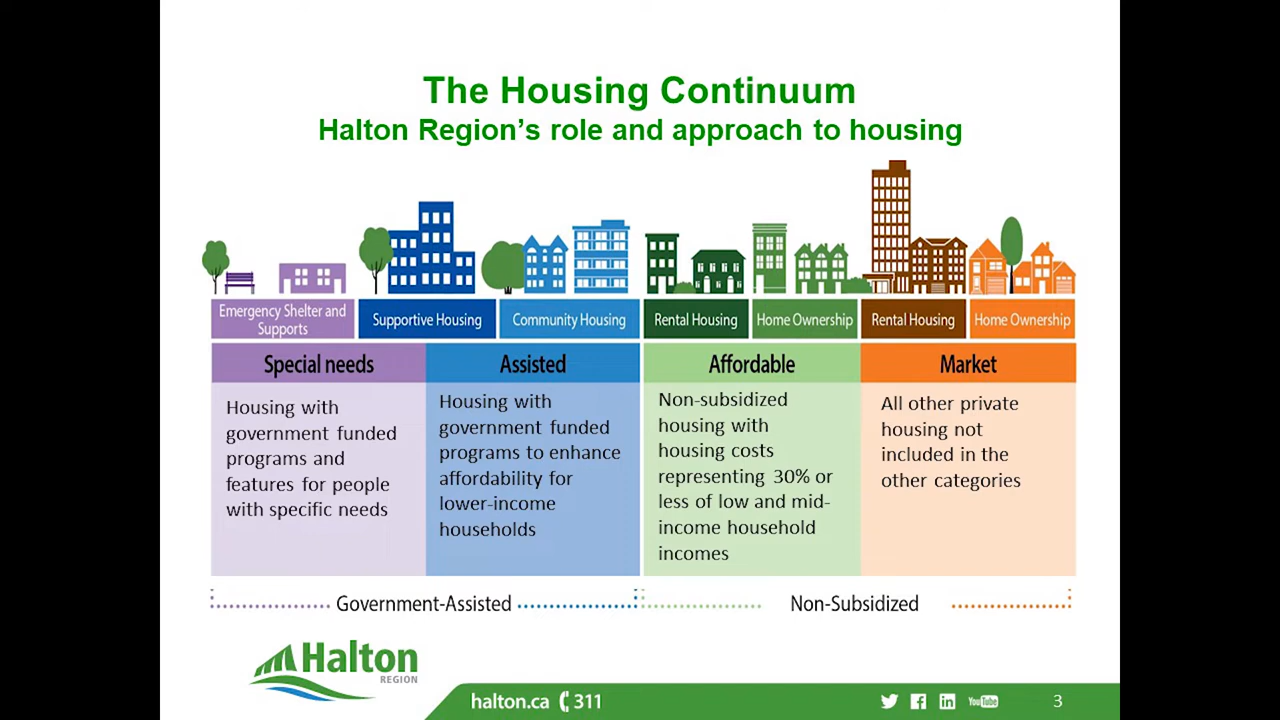 The Housing Continuum
Halton Region's role and approach to housing
Emergency Shelter and
Supports
Supportive Housing
Community Housing
Rental Housing
Home Ownership
Rental Housing
Home Ownership
Special needs
Housing with
government funded
programs and
features for people
with specific needs
Assisted
Housing with
government funded
programs to enhance
affordability for
lower-income
households
Affordable
Non-subsidized
housing with
housing costs
representing 30% or
less of low and mid-
income household
incomes
Market
All other private
housing not
included in the
other categories
Government-Assisted
Non-Subsidized
Halton
REGION
halton.ca 311
YouTube
3